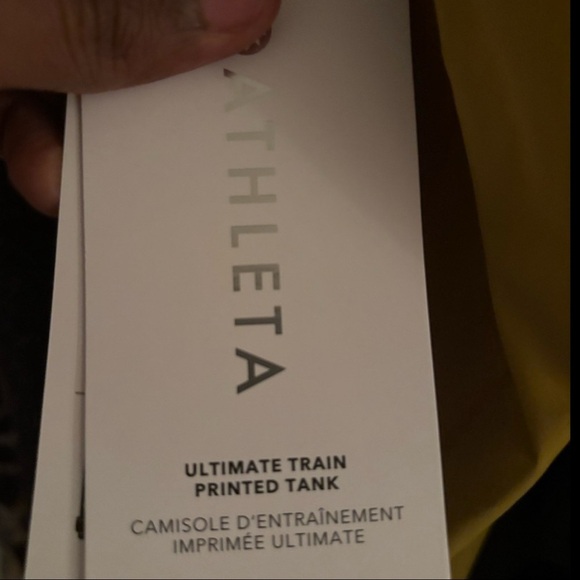 ATHLETA
ULTIMATE TRAIN
PRINTED TANK
CAMISOLE D'ENTRAÎNEMENT
IMPRIMÉE ULTIMATE